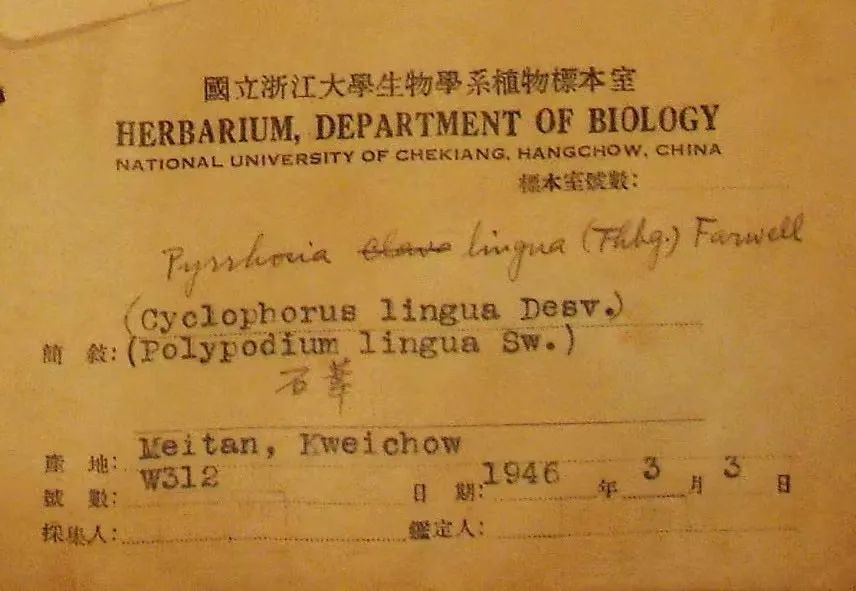 國立浙江大學生物學系植物標本室
HERBARIUM, DEPARTMENT OF BIOLOGY
NATIONAL UNIVERSITY OF CHEKIANG, HANGCHOW, CHINA
標本室號數:
Pyrrhosia lingua (Thbg.) Farwell
(Cyclophorus lingua Desv.)
簡敘:(Polypodium lingua Sw.)
石葦
產地: Meitan, Kweichow
號數: W312 日期: 1946 年 3 月 3 日
採集人: 鑑定人: